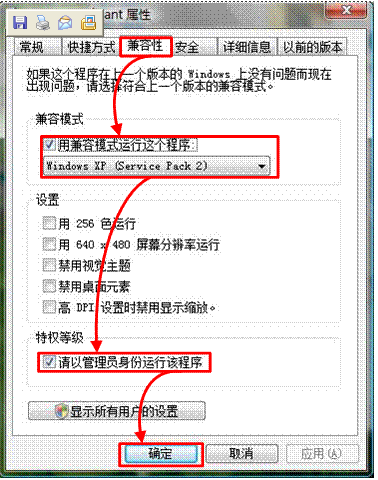 ant 属性
常规 快捷方式 兼容性 安全 详细信息 以前的版本
如果这个程序在上一个版本的 Windows 上没有问题而现在
出现问题，请选择符合上一个版本的兼容模式。
兼容模式
用兼容模式运行这个程序:
Windows XP (Service Pack 2)
设置
用 256 色运行
用 640 x 480 屏幕分辨率运行
禁用视觉主题
禁用桌面元素
高 DPI 设置时禁用显示缩放。
特权等级
请以管理员身份运行该程序
显示所有用户的设置
确定 取消 应用(A)